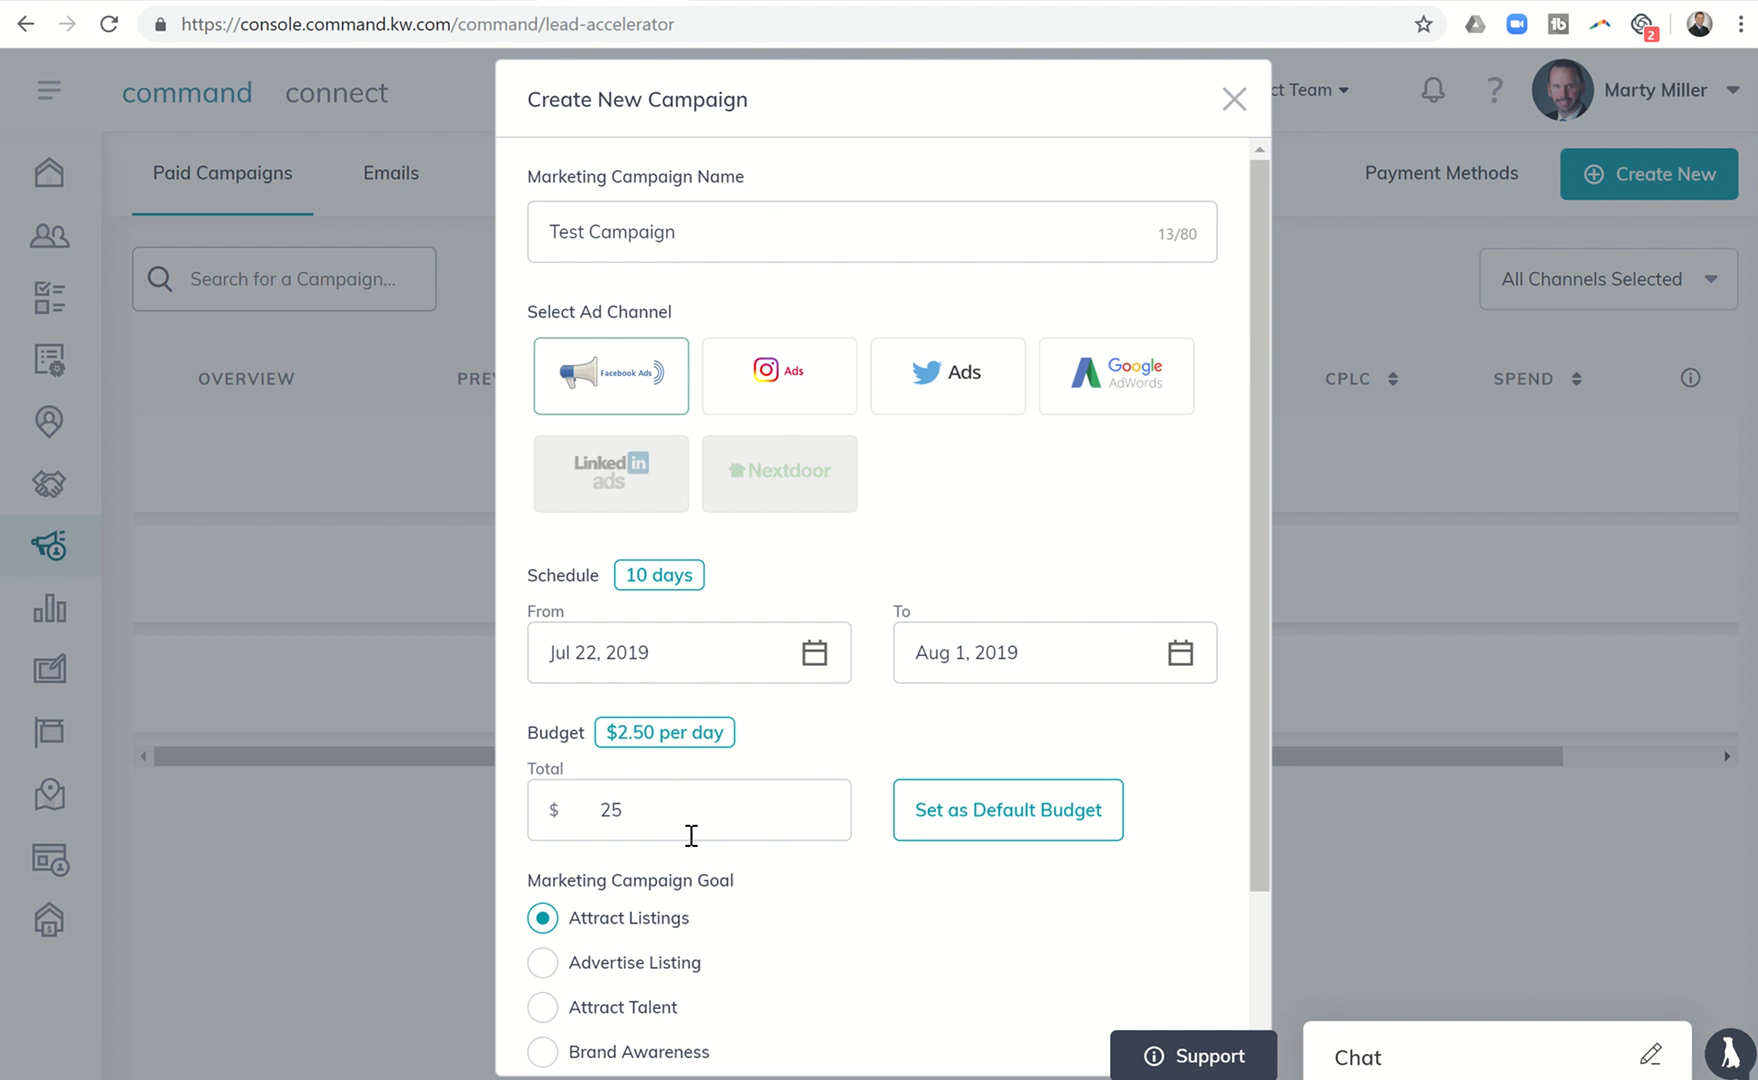 https://console.command.kw.com/command/lead-accelerator
2
command connect
Create New Campaign
ct Team
Marty Miller
Paid Campaigns
Emails
Payment Methods
Create New
Marketing Campaign Name
Test Campaign
13/80
Search for a Campaign...
All Channels Selected
Select Ad Channel
Facebook Ads
Ads
Ads
Google
AdWords
OVERVIEW
PRE
CPLC
SPEND
Linked in
ads
Nextdoor
Schedule 10 days
From
To
Jul 22, 2019
Aug 1, 2019
Budget $2.50 per day
Total
$ 25
Set as Default Budget
Marketing Campaign Goal
Attract Listings
Advertise Listing
Attract Talent
Brand Awareness
Support
Chat